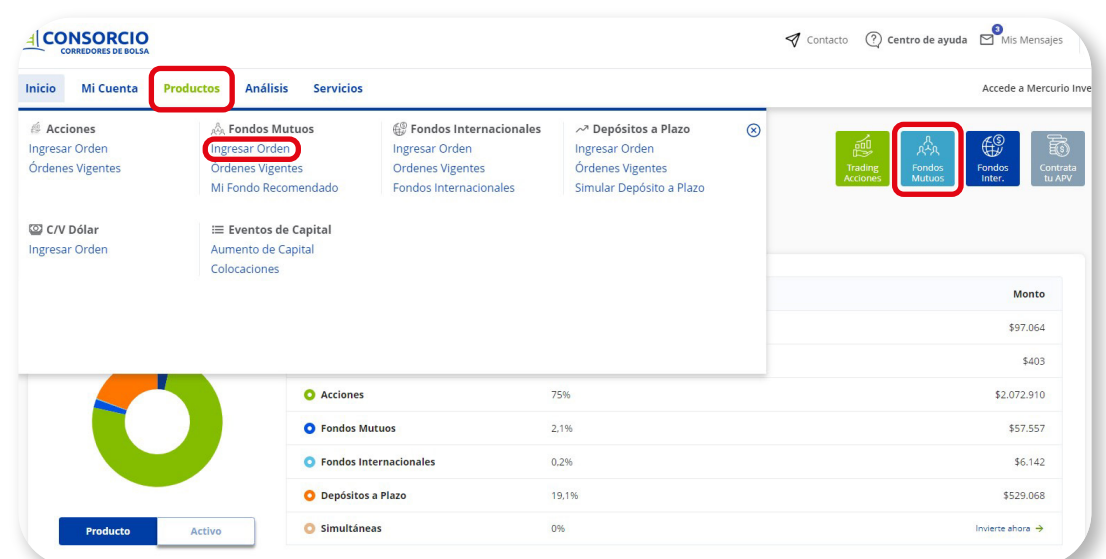 CONSORCIO
CORREDORES DE BOLSA
Contacto
Centro de ayuda
3
Mis Mensajes
Inicio
Mi Cuenta
Productos
Análisis
Servicios
Accede a Mercurio Inve
Acciones
Ingresar Orden
Órdenes Vigentes
Fondos Mutuos
Ingresar Orden
Ordenes Vigentes
Mi Fondo Recomendado
Fondos Internacionales
Ingresar Orden
Ordenes Vigentes
Fondos Internacionales
Depósitos a Plazo
Ingresar Orden
Órdenes Vigentes
Simular Depósito a Plazo
C/V Dólar
Ingresar Orden
Eventos de Capital
Aumento de Capital
Colocaciones
Trading
Acciones
Fondos
Mutuos
Fondos
Inter.
Contrata
tu APV
Monto
$97.064
$403
Acciones 75% $2.072.910
Fondos Mutuos 2,1% $57.557
Fondos Internacionales 0,2% $6.142
Depósitos a Plazo 19,1% $529.068
Simultáneas 0% Invierte ahora →
Producto
Activo